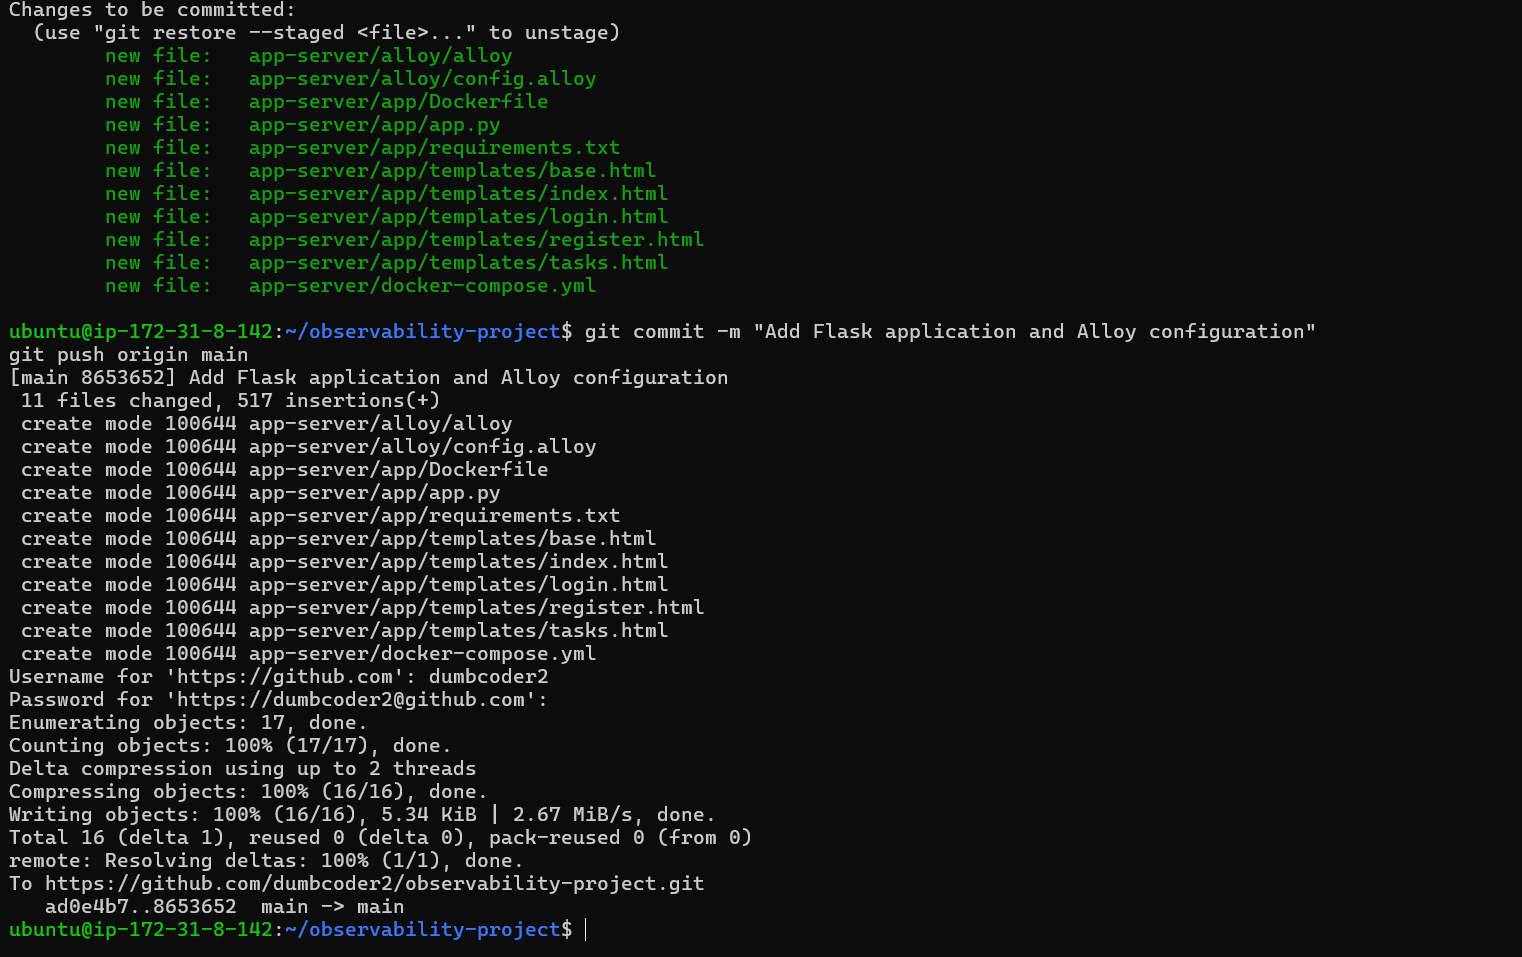 Changes to be committed:
  (use "git restore --staged <file>..." to unstage)
        new file:   app-server/alloy/alloy
        new file:   app-server/alloy/config.alloy
        new file:   app-server/app/Dockerfile
        new file:   app-server/app/app.py
        new file:   app-server/app/requirements.txt
        new file:   app-server/app/templates/base.html
        new file:   app-server/app/templates/index.html
        new file:   app-server/app/templates/login.html
        new file:   app-server/app/templates/register.html
        new file:   app-server/app/templates/tasks.html
        new file:   app-server/docker-compose.yml

ubuntu@ip-172-31-8-142:~/observability-project$ git commit -m "Add Flask application and Alloy configuration"
git push origin main
[main 8653652] Add Flask application and Alloy configuration
 11 files changed, 517 insertions(+)
 create mode 100644 app-server/alloy/alloy
 create mode 100644 app-server/alloy/config.alloy
 create mode 100644 app-server/app/Dockerfile
 create mode 100644 app-server/app/app.py
 create mode 100644 app-server/app/requirements.txt
 create mode 100644 app-server/app/templates/base.html
 create mode 100644 app-server/app/templates/index.html
 create mode 100644 app-server/app/templates/login.html
 create mode 100644 app-server/app/templates/register.html
 create mode 100644 app-server/app/templates/tasks.html
 create mode 100644 app-server/docker-compose.yml
Username for 'https://github.com': dumbcoder2
Password for 'https://dumbcoder2@github.com':
Enumerating objects: 17, done.
Counting objects: 100% (17/17), done.
Delta compression using up to 2 threads
Compressing objects: 100% (16/16), done.
Writing objects: 100% (16/16), 5.34 KiB | 2.67 MiB/s, done.
Total 16 (delta 1), reused 0 (delta 0), pack-reused 0 (from 0)
remote: Resolving deltas: 100% (1/1), done.
To https://github.com/dumbcoder2/observability-project.git
   ad0e4b7..8653652  main -> main
ubuntu@ip-172-31-8-142:~/observability-project$